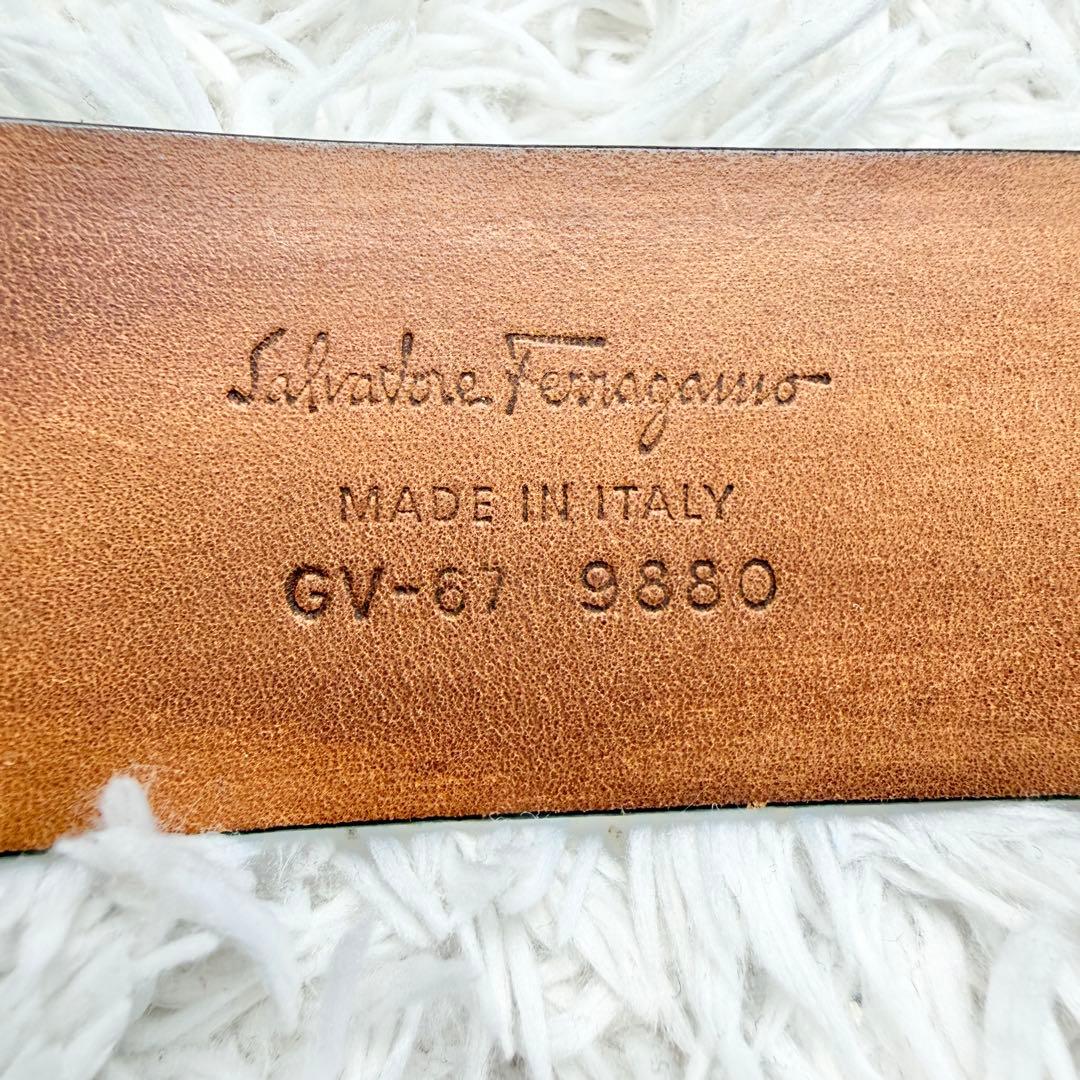 Salvatore Ferragamo
MADE IN ITALY
GV-67 9880